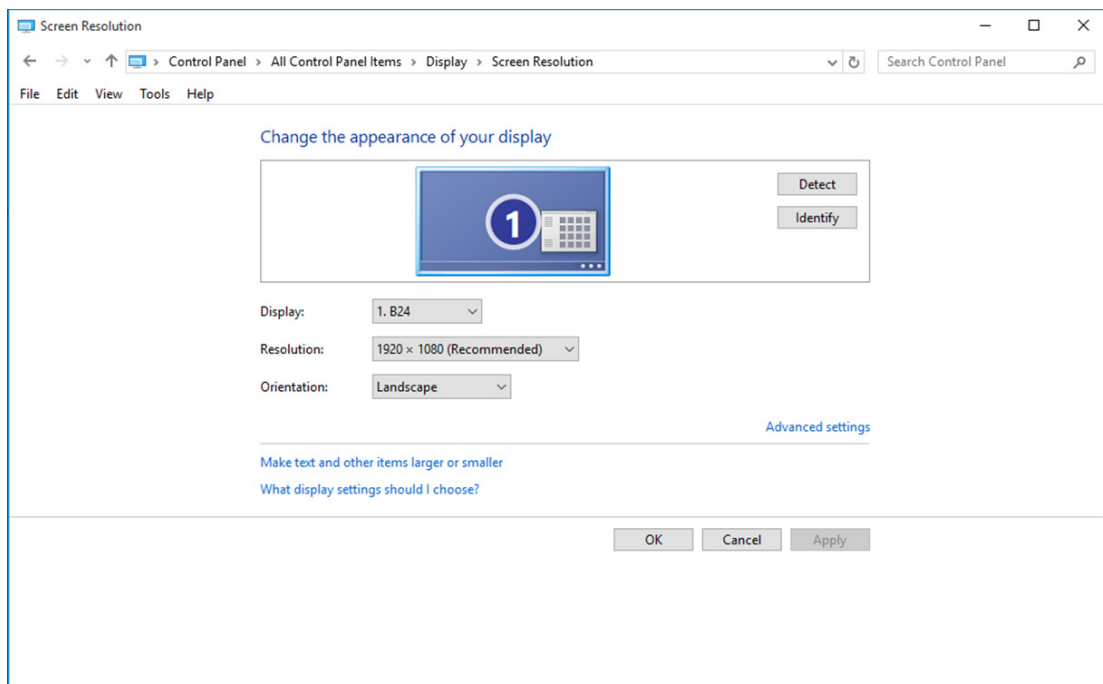 Screen Resolution
Control Panel > All Control Panel Items > Display > Screen Resolution
Search Control Panel
File Edit View Tools Help
Change the appearance of your display
1
Detect
Identify
Display: 1. B24
Resolution: 1920 × 1080 (Recommended)
Orientation: Landscape
Advanced settings
Make text and other items larger or smaller
What display settings should I choose?
OK Cancel Apply